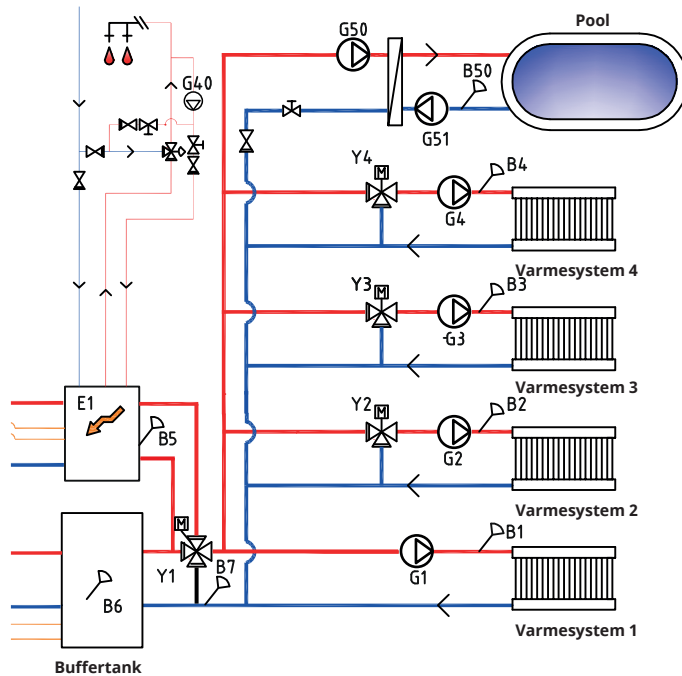 Pool
G50
B50
G40
G51
M
Y4
B4
G4
Varmesystem 4
M
Y3
B3
G3
Varmesystem 3
E1
M
Y2
B2
B5
G2
Varmesystem 2
M
B1
Y1
B7
G1
B6
Varmesystem 1
Buffertank